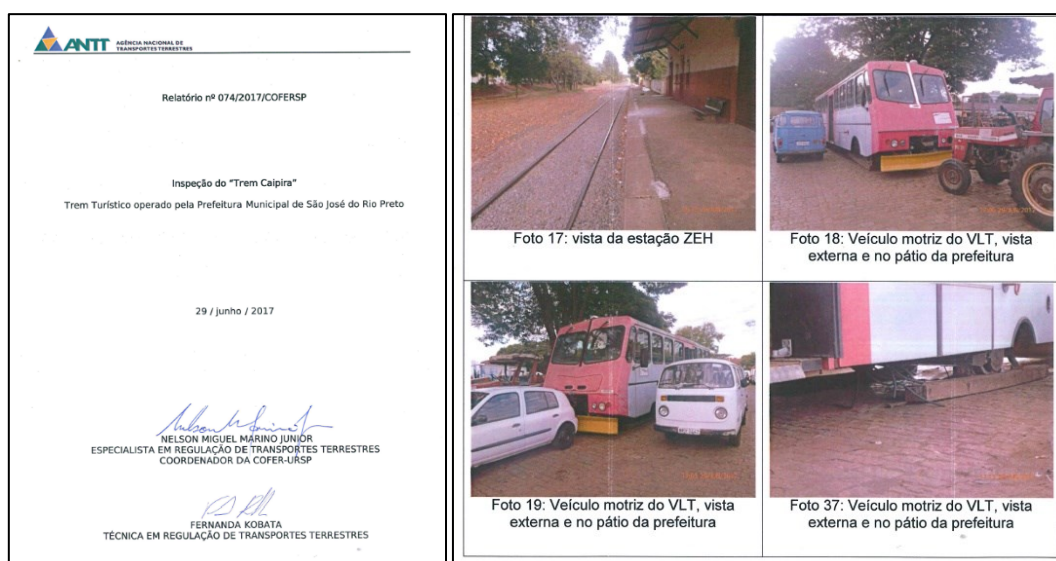 ANTT AGÊNCIA NACIONAL DE
TRANSPORTES TERRESTRES
Relatório nº 074/2017/COFERSP
Inspeção do "Trem Caipira"
Trem Turístico operado pela Prefeitura Municipal de São José do Rio Preto
29 / junho / 2017
NELSON MIGUEL MARINO JUNIOR
ESPECIALISTA EM REGULAÇÃO DE TRANSPORTES TERRESTRES
COORDENADOR DA COFER-URSP
FERNANDA KOBATA
TÉCNICA EM REGULAÇÃO DE TRANSPORTES TERRESTRES
Foto 17: vista da estação ZEH
Foto 18: Veículo motriz do VLT, vista
externa e no pátio da prefeitura
Foto 19: Veículo motriz do VLT, vista
externa e no pátio da prefeitura
Foto 37: Veículo motriz do VLT, vista
externa e no pátio da prefeitura